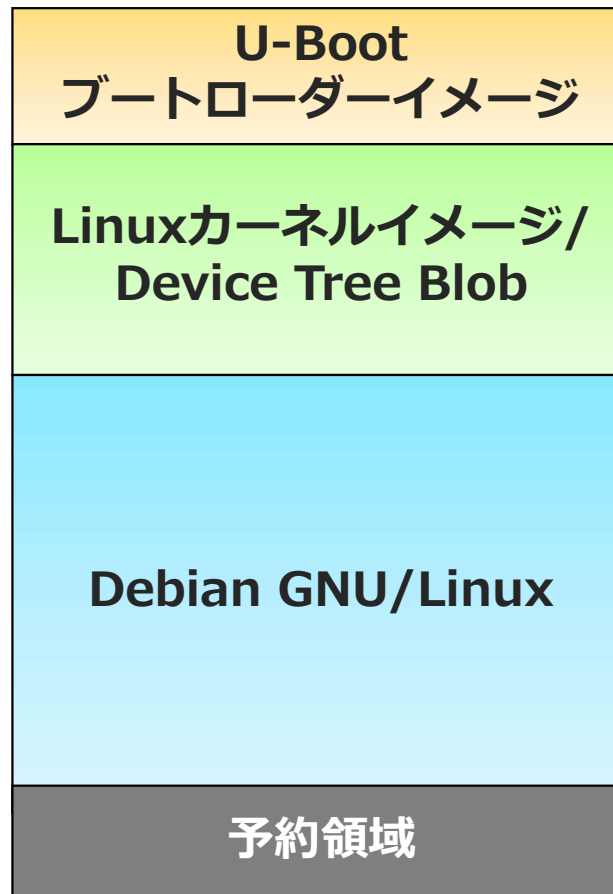 U-Boot
ブートローダーイメージ
Linuxカーネルイメージ/
Device Tree Blob
Debian GNU/Linux
予約領域